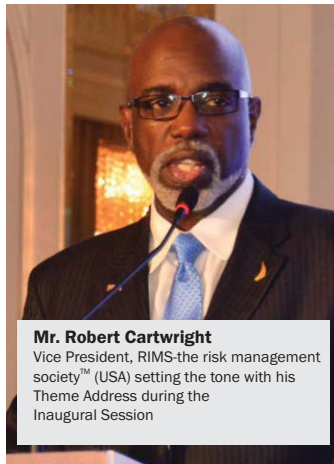 Mr. Robert Cartwright
Vice President, RIMS-the risk management
society™ (USA) setting the tone with his
Theme Address during the
Inaugural Session